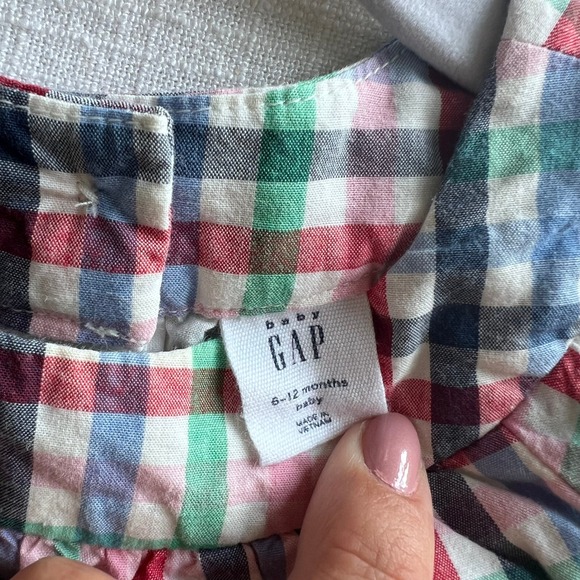 baby
GAP
6-12 months
baby
MADE IN
VIETNAM